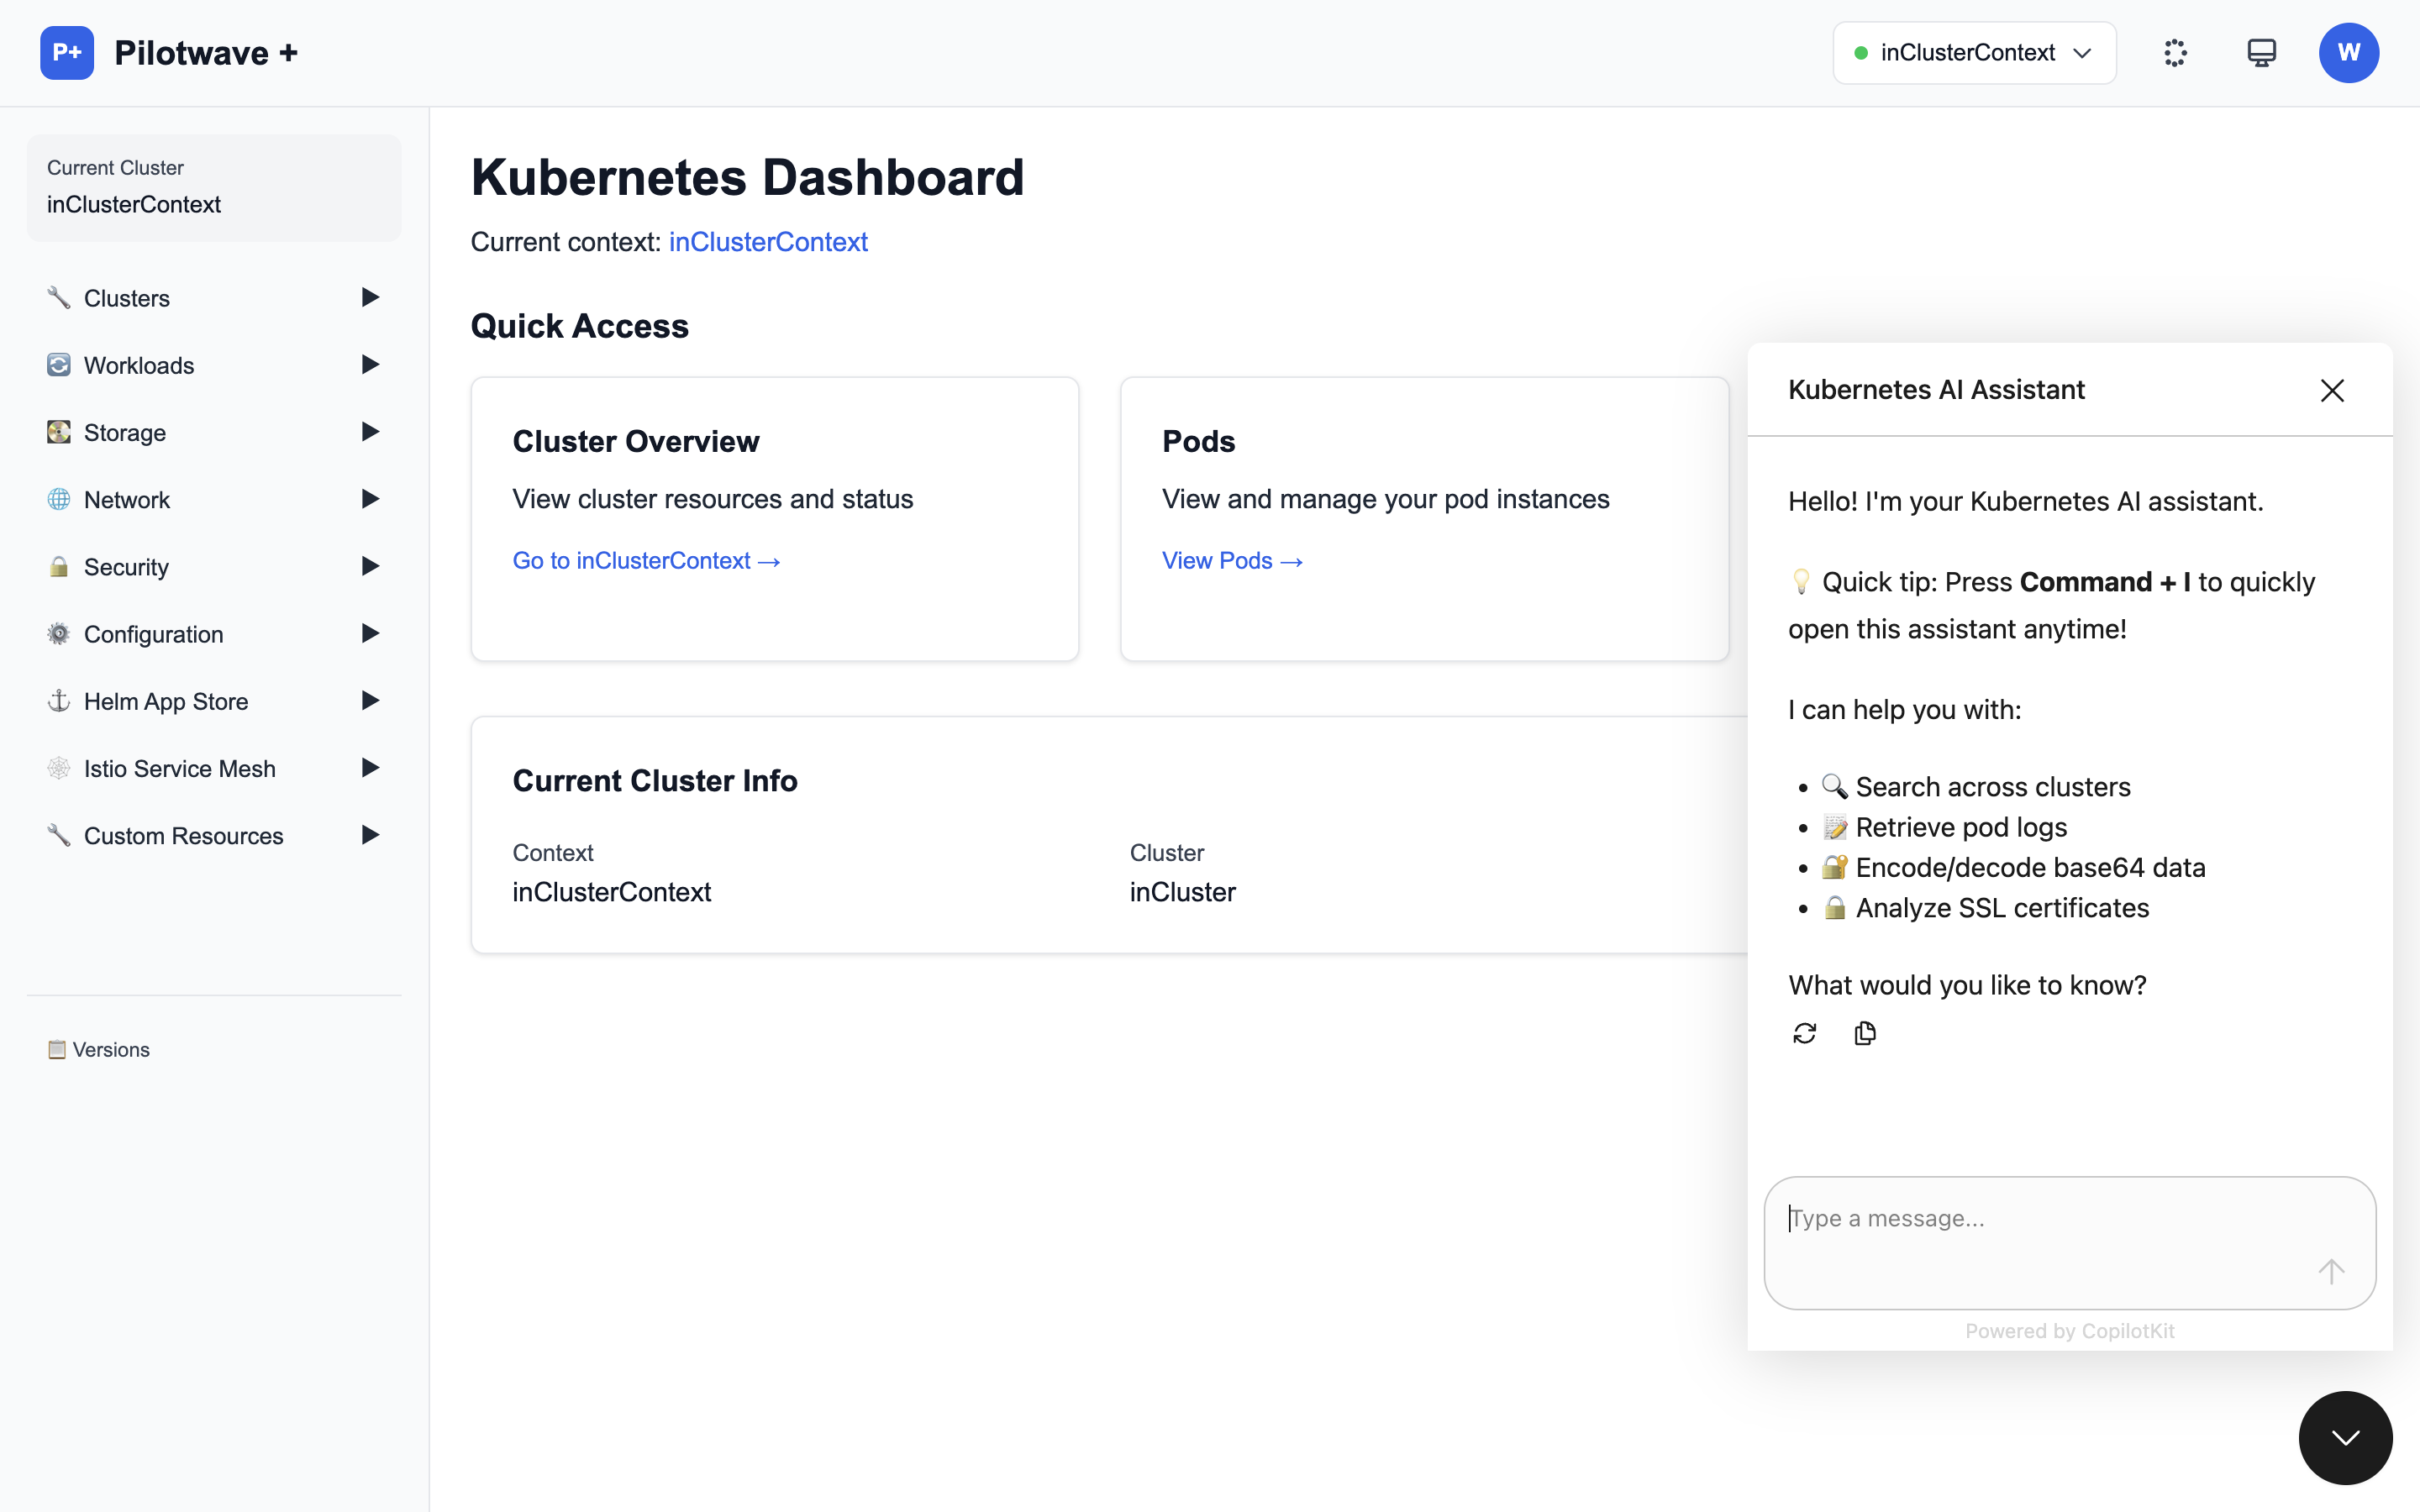 P+
Pilotwave +
inClusterContext
W
Current Cluster
inClusterContext
Clusters
Workloads
Storage
Network
Security
Configuration
Helm App Store
Istio Service Mesh
Custom Resources
Versions
Kubernetes Dashboard
Current context: inClusterContext
Quick Access
Cluster Overview
View cluster resources and status
Go to inClusterContext →
Pods
View and manage your pod instances
View Pods →
Current Cluster Info
Context
inClusterContext
Cluster
inCluster
Kubernetes AI Assistant
Hello! I'm your Kubernetes AI assistant.
💡 Quick tip: Press Command + I to quickly
open this assistant anytime!
I can help you with:
• 🔍 Search across clusters
• 📝 Retrieve pod logs
• 🔐 Encode/decode base64 data
• 🔒 Analyze SSL certificates
What would you like to know?
Type a message...
Powered by CopilotKit